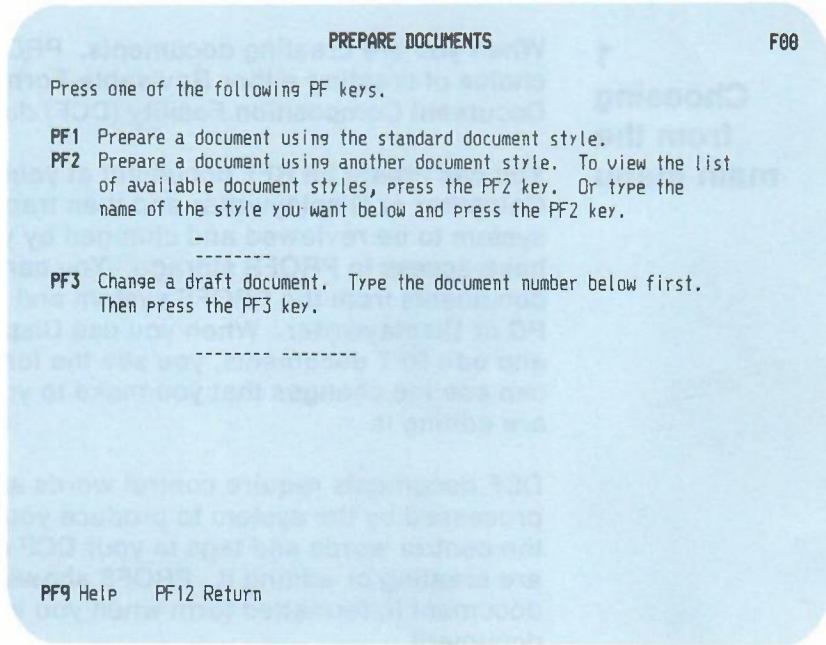 PREPARE DOCUMENTS F00
Press one of the following PF keys.
PF1 Prepare a document using the standard document style.
PF2 Prepare a document using another document style. To view the list
of available document styles, press the PF2 key. Or type the
name of the style you want below and press the PF2 key.
PF3 Change a draft document. Type the document number below first.
Then press the PF3 key.
PF9 Help PF12 Return